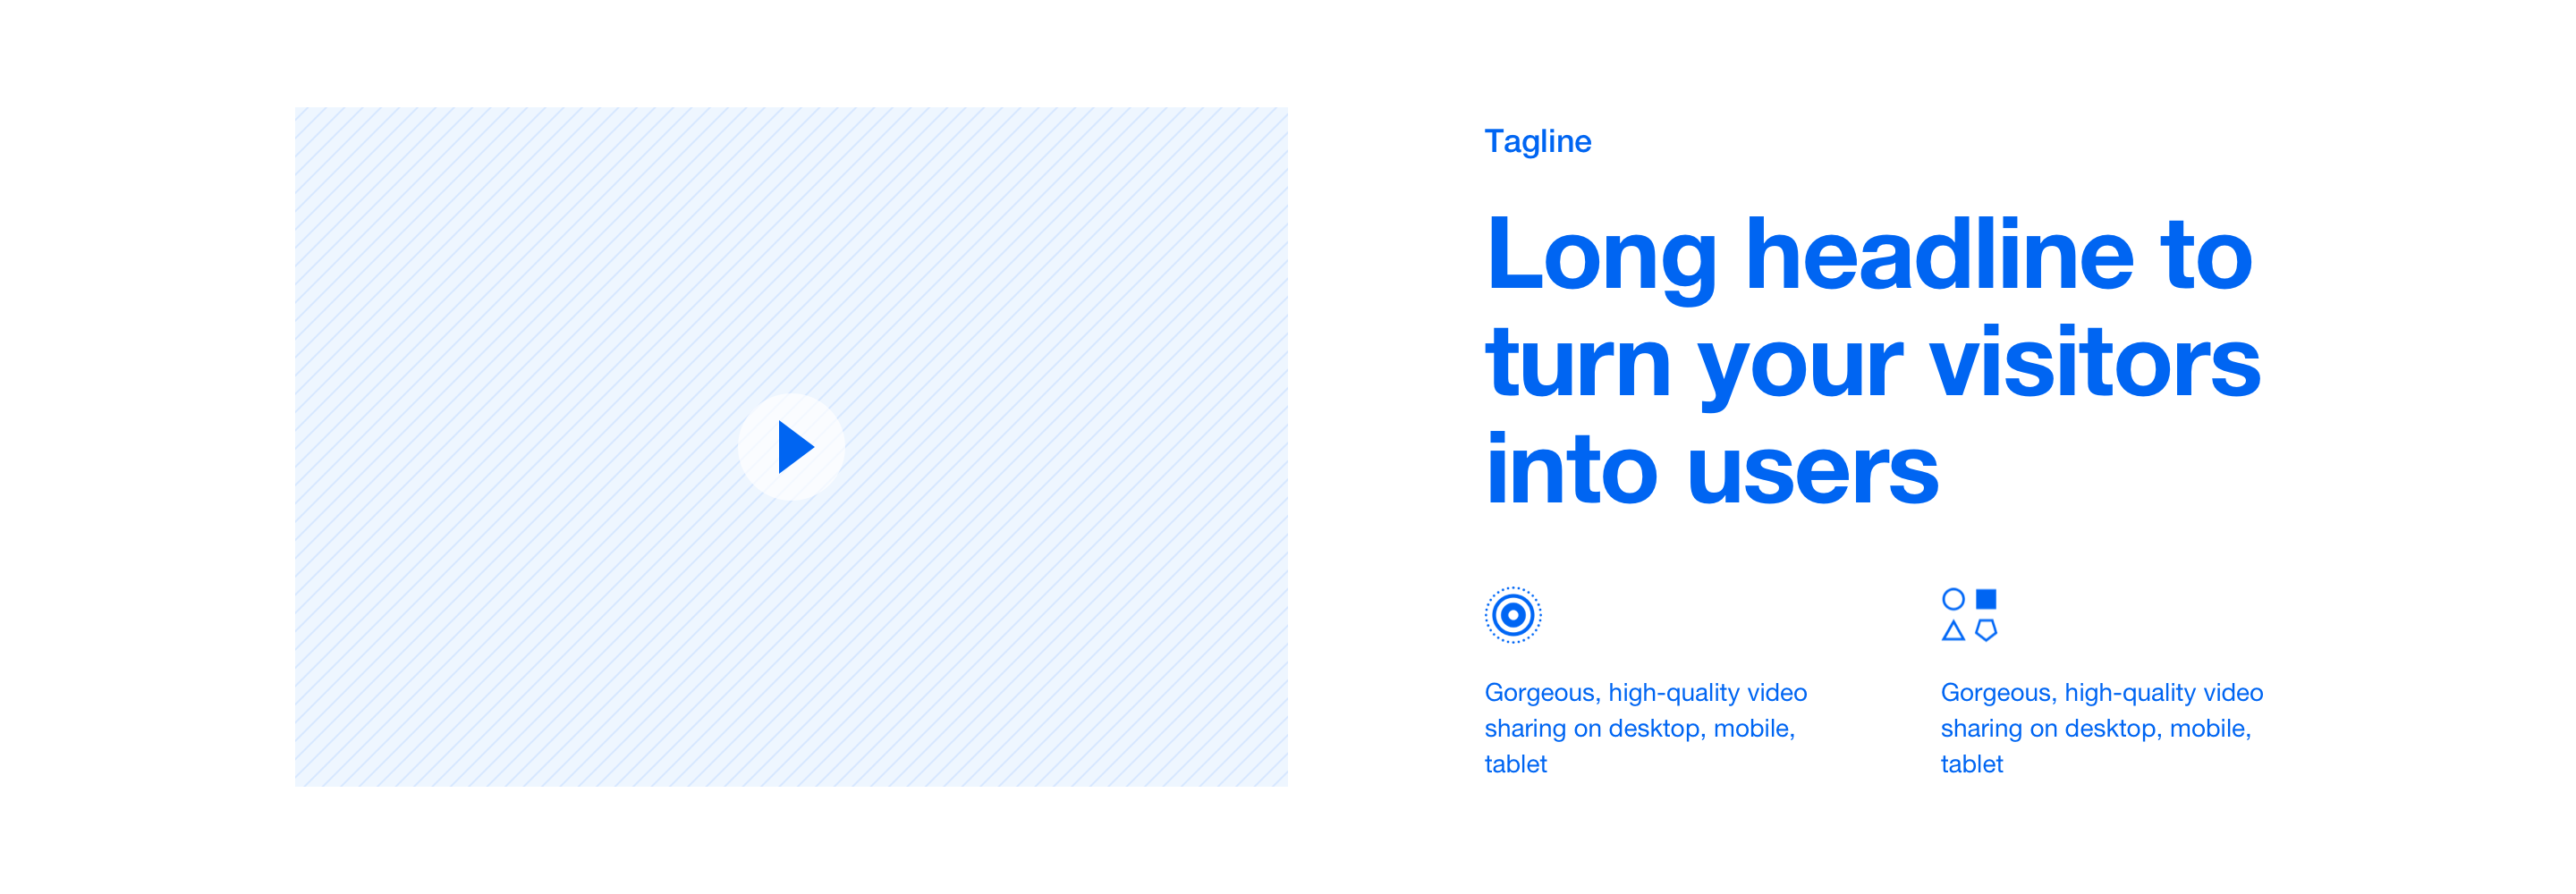 Tagline
Long headline to
turn your visitors
into users
Gorgeous, high-quality video
sharing on desktop, mobile,
tablet
Gorgeous, high-quality video
sharing on desktop, mobile,
tablet